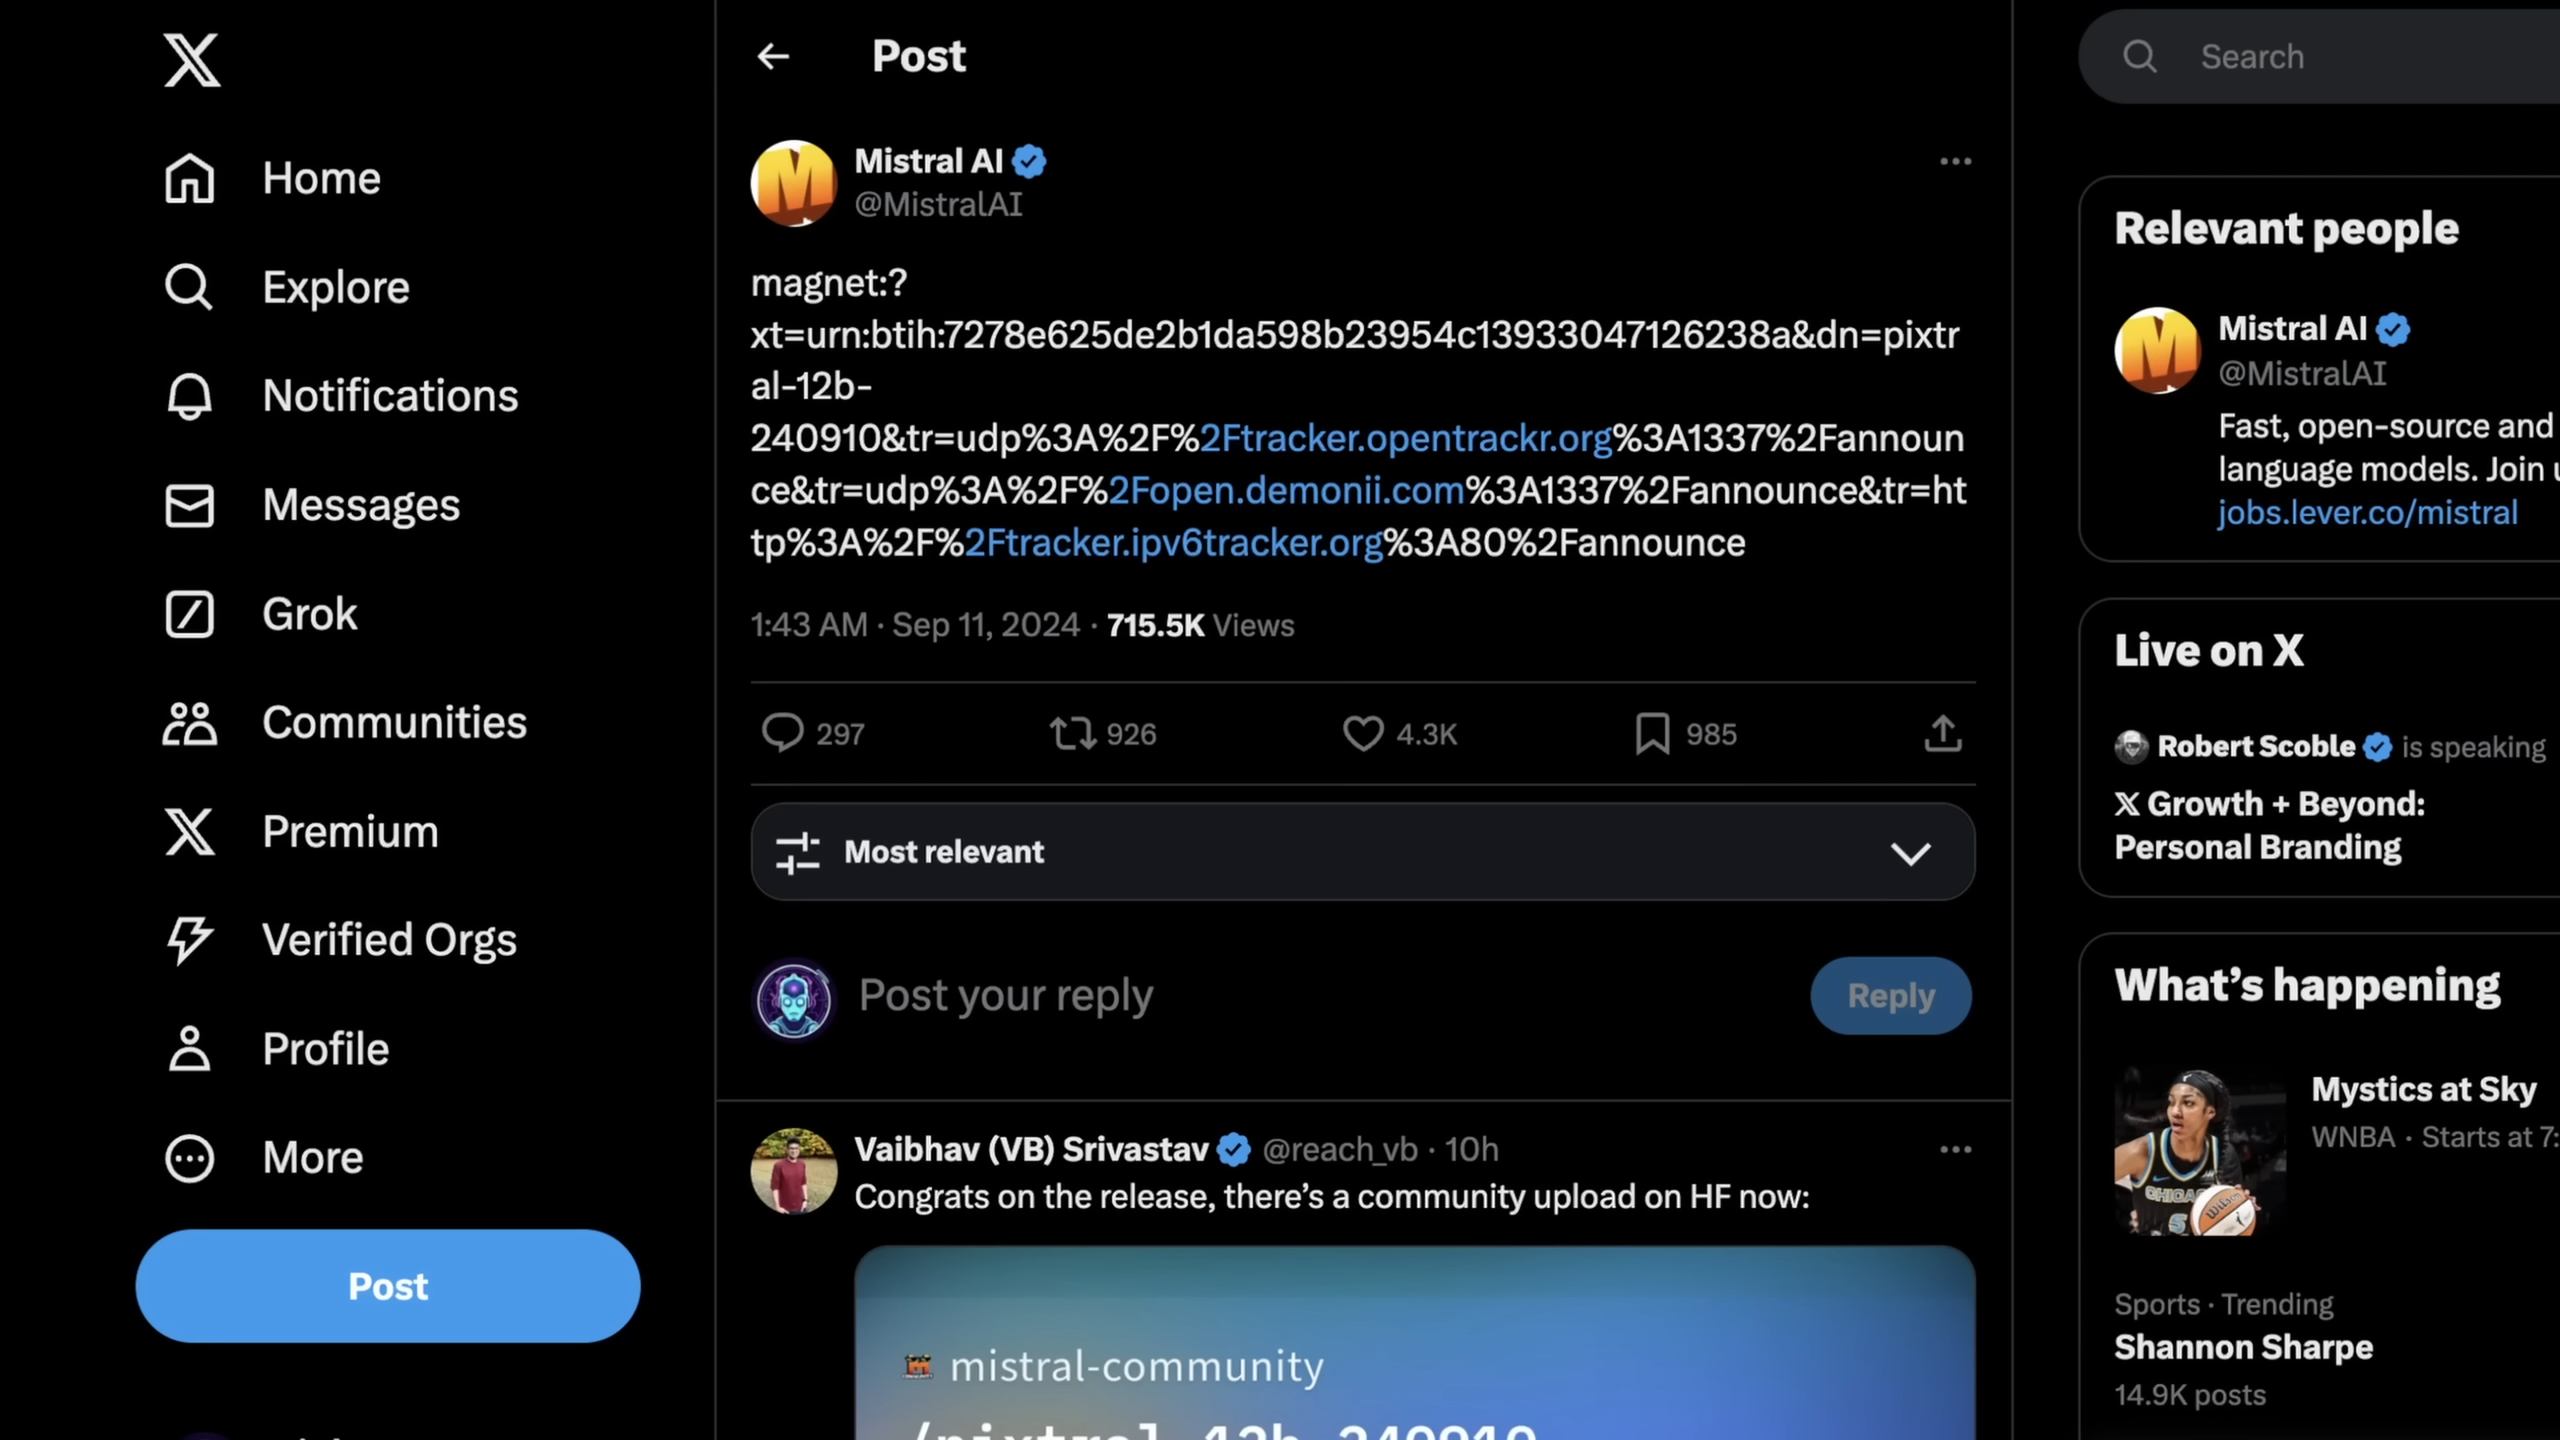 Home
Explore
Notifications
Messages
Grok
Communities
Premium
Verified Orgs
Profile
More
Post
Post
Mistral AI
@MistralAI
magnet:?
xt=urn:btih:7278e625de2b1da598b23954c13933047126238a&dn=pixtr
al-12b-
240910&tr=udp%3A%2F%2Ftracker.opentrackr.org%3A1337%2Fannoun
ce&tr=udp%3A%2F%2Fopen.demonii.com%3A1337%2Fannounce&tr=ht
tp%3A%2F%2Ftracker.ipv6tracker.org%3A80%2Fannounce
1:43 AM · Sep 11, 2024 · 715.5K Views
297 926 4.3K 985
Most relevant
Post your reply
Reply
Vaibhav (VB) Srivastav @reach_vb · 10h
Congrats on the release, there's a community upload on HF now:
mistral-community
/pixtral-12b-240910
Search
Relevant people
Mistral AI
@MistralAI
Fast, open-source and
language models. Join
jobs.lever.co/mistral
Live on X
Robert Scoble is speaking
X Growth + Beyond:
Personal Branding
What's happening
Mystics at Sky
WNBA · Starts at 7:
CHICA
5
Wilson
Sports · Trending
Shannon Sharpe
14.9K posts